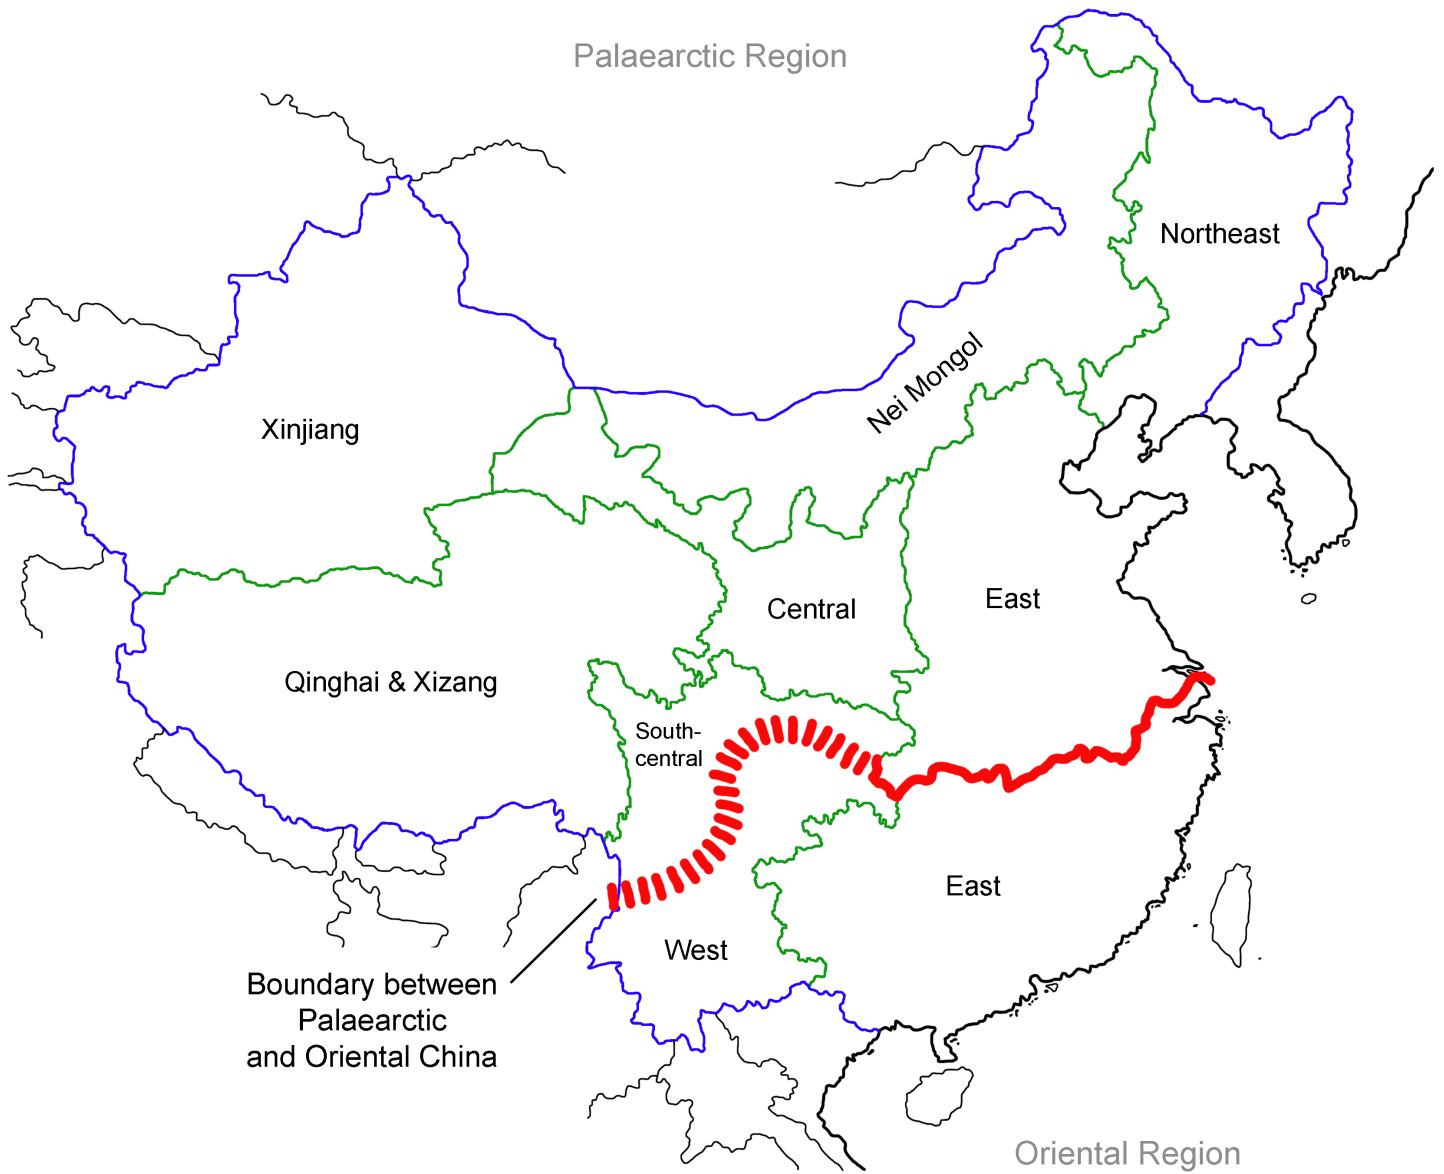 Palaearctic Region
Northeast
Nei Mongol
Xinjiang
Central
East
Qinghai & Xizang
South-
central
East
West
Boundary between
Palaearctic
and Oriental China
Oriental Region